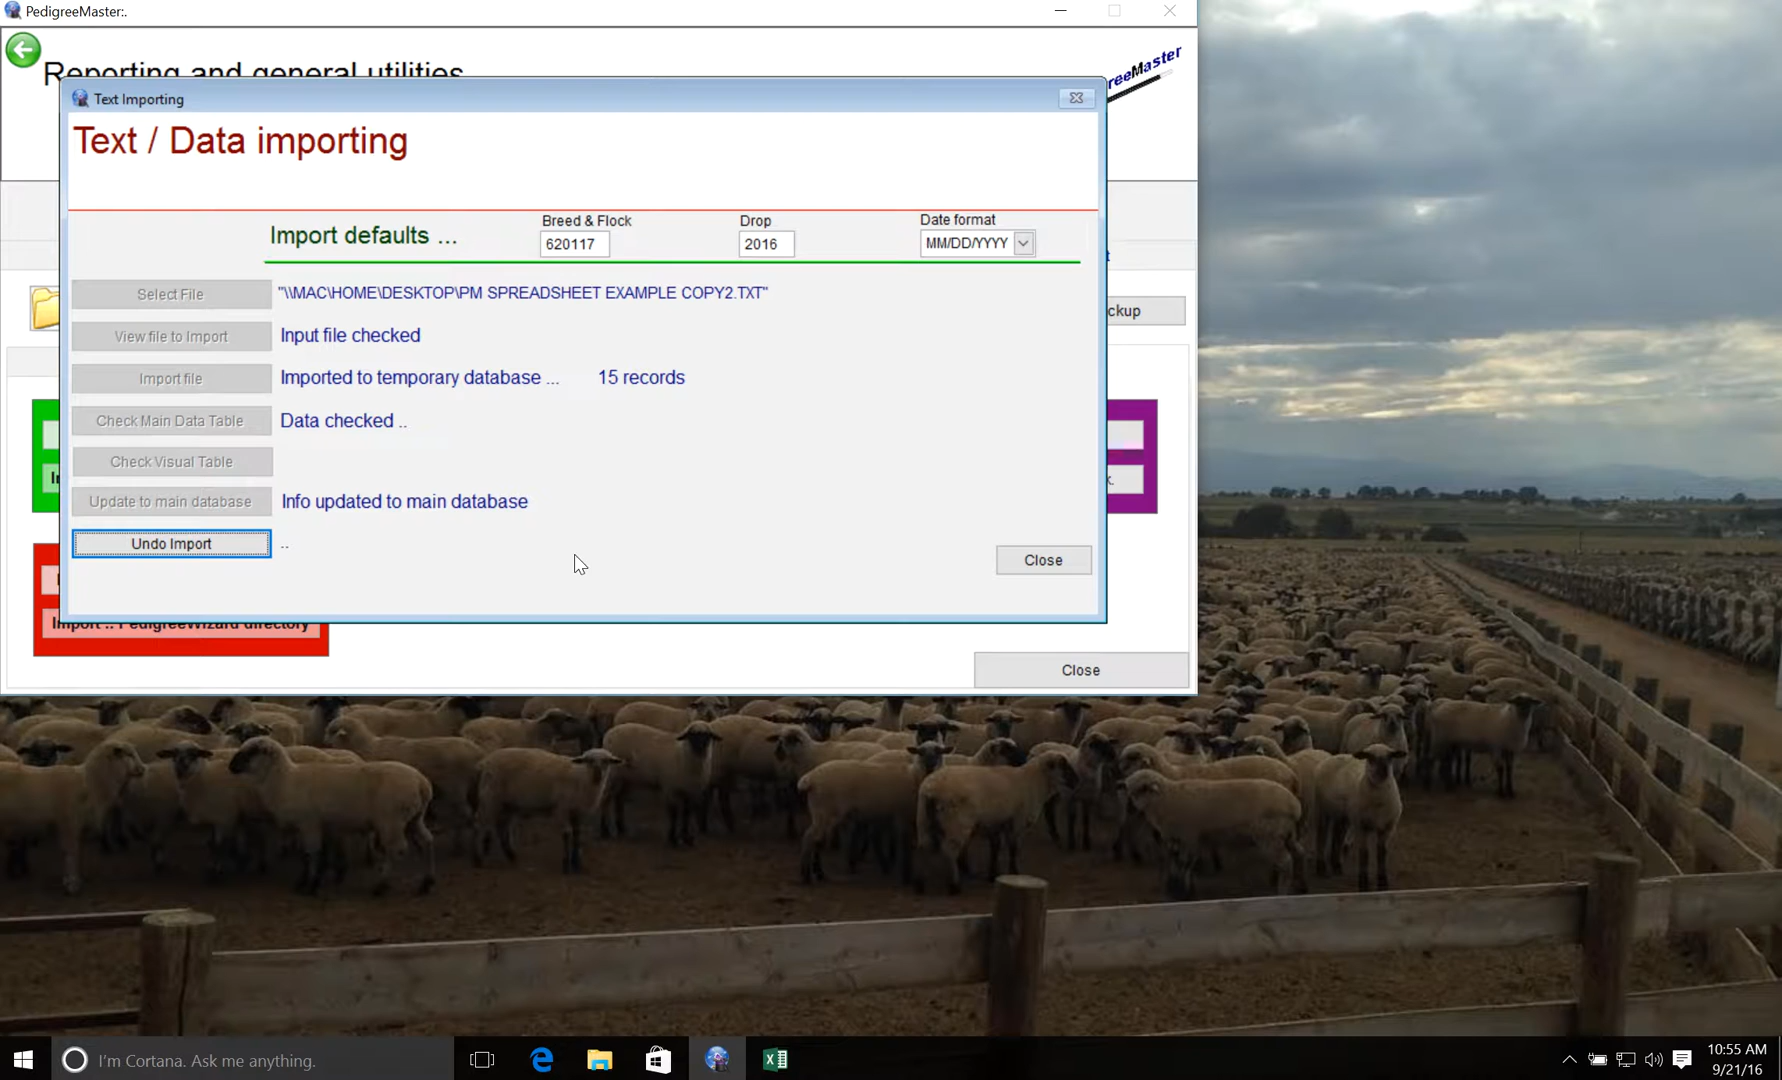 PedigreeMaster:.
Reporting and general utilities
reeMaster
Text Importing
Text / Data importing
Import defaults ...
Breed & Flock
620117
Drop
2016
Date format
MM/DD/YYYY
Select File
"\\MAC\HOME\DESKTOP\PM SPREADSHEET EXAMPLE COPY2.TXT"
View file to Import
Input file checked
ckup
Import file
Imported to temporary database ... 15 records
Check Main Data Table
Data checked ..
Check Visual Table
Update to main database
Info updated to main database
Undo Import
..
Close
Import .. PedigreeWizard directory
Close
I'm Cortana. Ask me anything.
10:55 AM
9/21/16